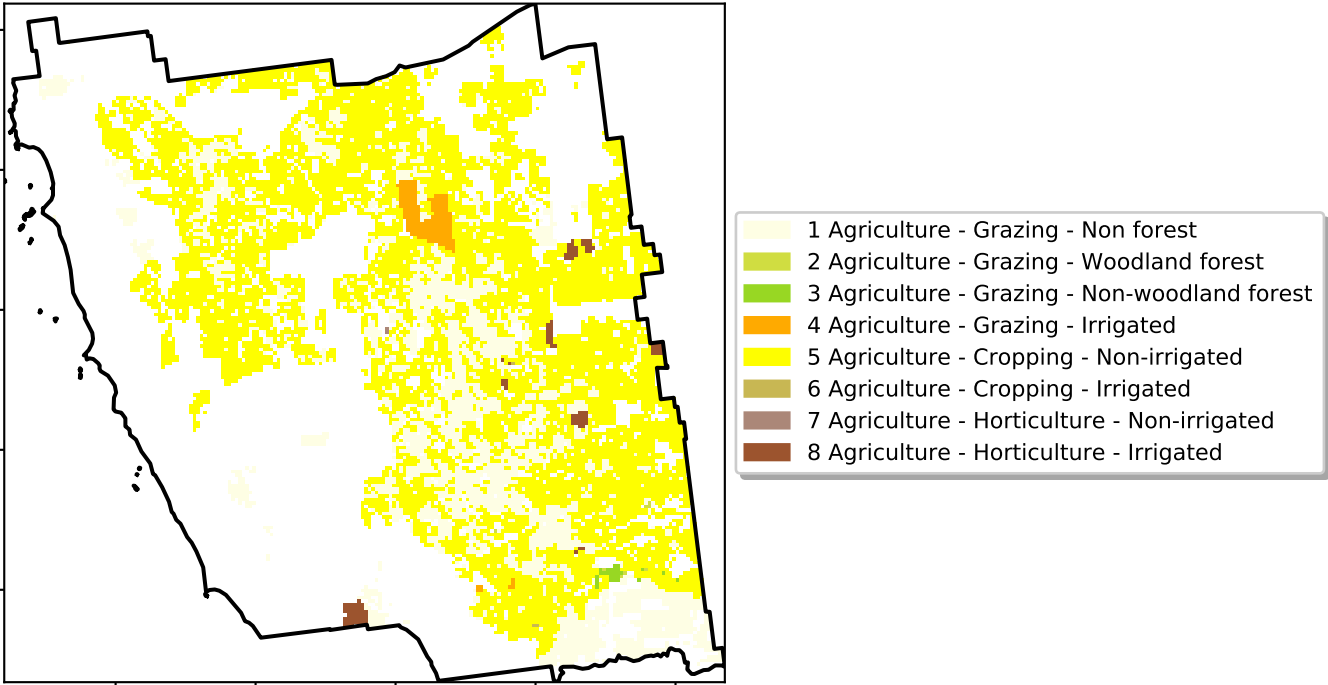 1 Agriculture - Grazing - Non forest
2 Agriculture - Grazing - Woodland forest
3 Agriculture - Grazing - Non-woodland forest
4 Agriculture - Grazing - Irrigated
5 Agriculture - Cropping - Non-irrigated
6 Agriculture - Cropping - Irrigated
7 Agriculture - Horticulture - Non-irrigated
8 Agriculture - Horticulture - Irrigated